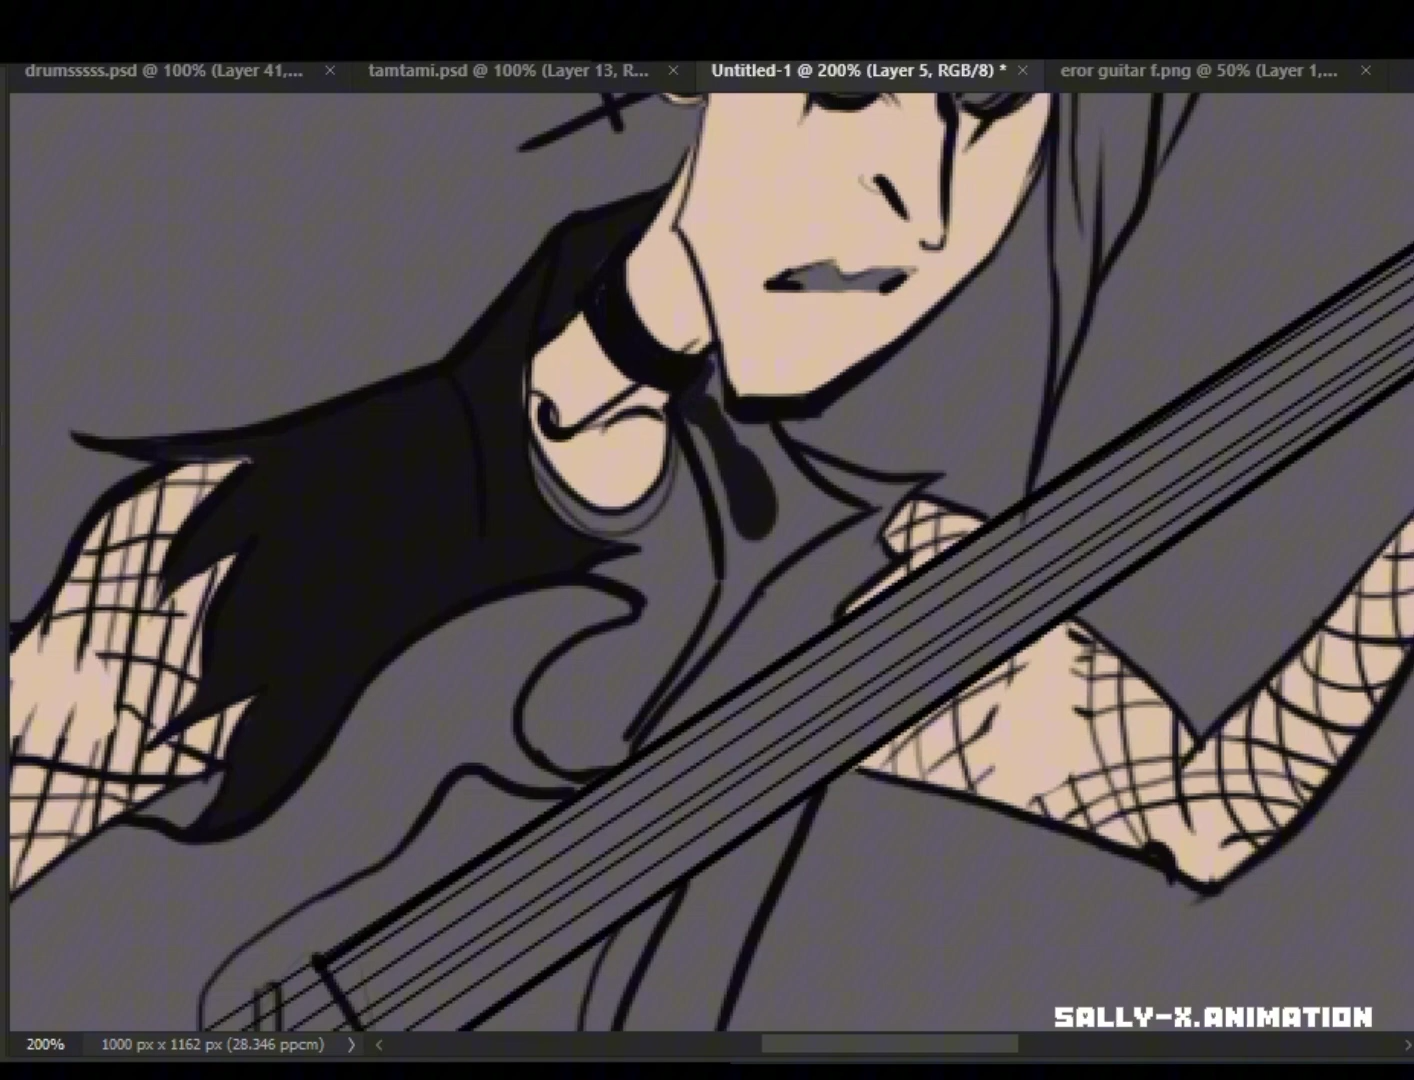 drumsssss.psd @ 100% (Layer 41,... × tamtami.psd @ 100% (Layer 13, R... × Untitled-1 @ 200% (Layer 5, RGB/8) * × eror guitar f.png @ 50% (Layer 1,... ×
SALLY-X.ANIMATION
200% 1000 px x 1162 px (28.346 ppcm)